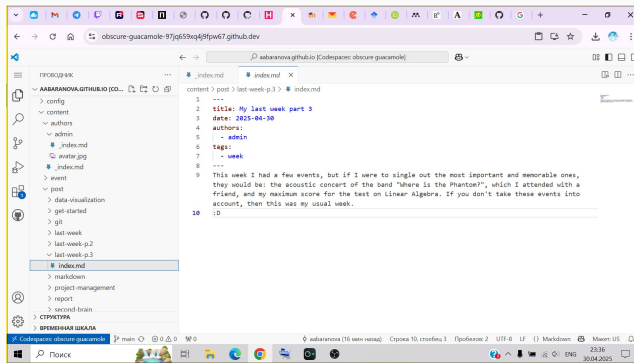 obscure-guacamole-97jq659xq4j9fpw67.github.dev
aabaranova.github.io [Codespaces: obscure guacamole]
ПРОВОДНИК
AABARANOVA.GITHUB.IO [CO...
config
content
authors
admin
_index.md
avatar.jpg
_index.md
event
post
data-visualization
get-started
git
last-week
last-week-p.2
last-week-p.3
index.md
markdown
project-management
report
second-brain
СТРУКТУРА
ВРЕМЕННАЯ ШКАЛА
_index.md
index.md
content > post > last-week-p.3 > index.md
1 ---
2 title: My last week part 3
3 date: 2025-04-30
4 authors:
5 - admin
6 tags:
7 - week
8 ---
9 This week I had a few events, but if I were to single out the most important and memorable ones,
they would be: the acoustic concert of the band "Where is the Phantom?", which I attended with a
friend, and my maximum score for the test on Linear Algebra. If you don't take these events into
account, then this was my usual week.
10 :D
Codespaces: obscure guacamole main 0 0 0 aabaranova (16 мин назад) Строка 10, столбец 3 Пробелов: 2 UTF-8 LF {} Markdown Макет: US
Поиск
ENG 23:36
30.04.2025